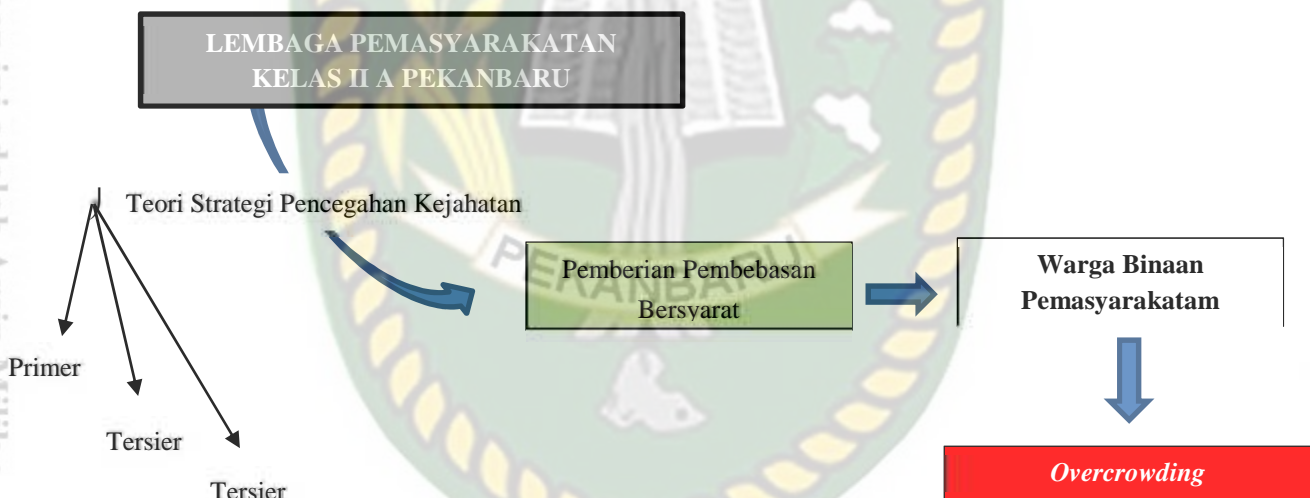 LEMBAGA PEMASYARAKATAN
KELAS II A PEKANBARU
Teori Strategi Pencegahan Kejahatan
PEKANBARU
Pemberian Pembebasan
Bersyarat
Warga Binaan
Pemasyarakatam
Primer
Tersier
Tersier
Overcrowding